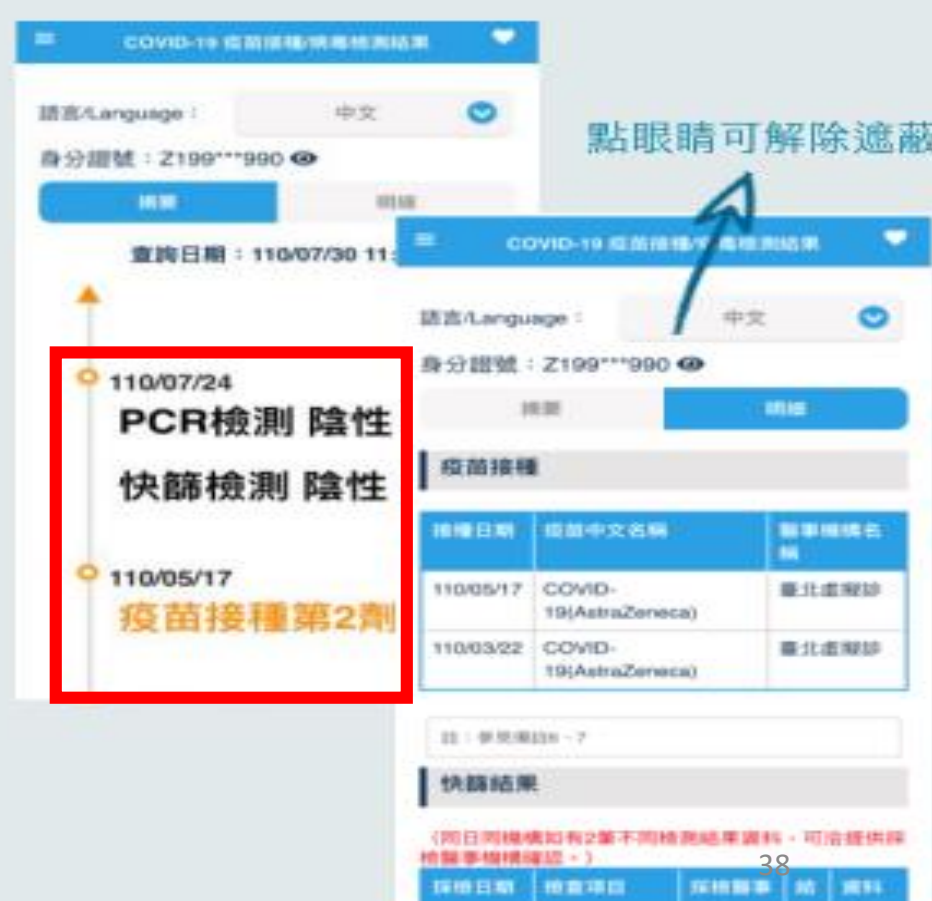 COVID-19 疫苗接種/病毒檢測結果
語言/Language：
中文
身分證號：Z199***990
摘要
明細
查詢日期：110/07/30 11:
110/07/24
PCR檢測 陰性
快篩檢測 陰性
110/05/17
疫苗接種第2劑
點眼睛可解除遮蔽
COVID-19 疫苗接種/病毒檢測結果
語言/Language：
中文
身分證號：Z199***990
摘要
明細
疫苗接種
接種日期 疫苗中文名稱 醫事機構名稱
110/05/17 COVID-19(AstraZeneca) 臺北虛擬診
110/03/22 COVID-19(AstraZeneca) 臺北虛擬診
快篩結果
(同日同機構如有2筆不同檢測結果資料，可洽提供採
檢醫事機構確認。)
38
採檢日期 檢查項目 採檢醫事 結 資料